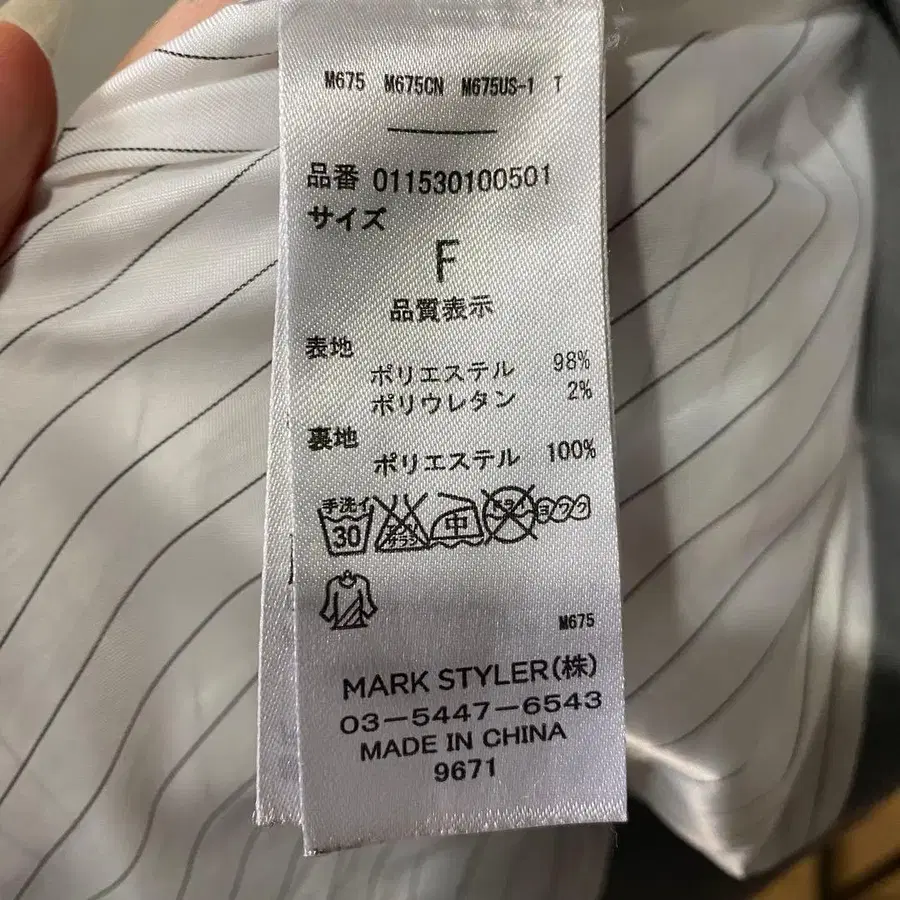 M675 M675CN M675US-1 T
品番 011530100501
サイズ
F
品質表示
表地
ポリエステル 98%
ポリウレタン 2%
裏地
ポリエステル 100%
手洗イ
30
中
ドライ
ヨワク
M675
MARK STYLER(株)
03-5447-6543
MADE IN CHINA
9671